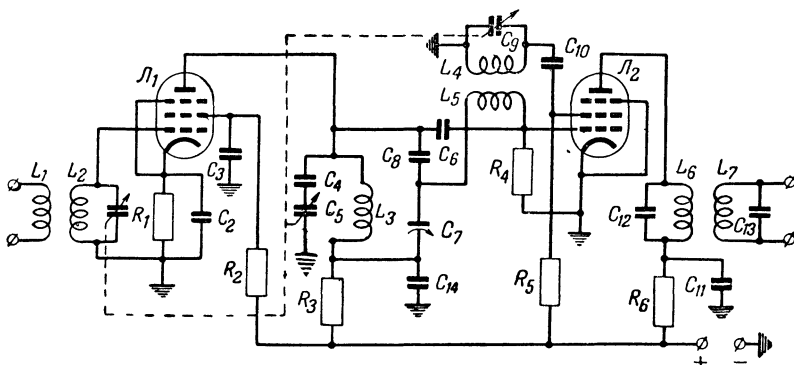 Л₁
Л₂
L₁
L₂
R₁
C₂
C₃
R₂
C₄
C₅
L₃
R₃
C₈
C₆
C₇
C₁₄
L₄
C₉
L₅
C₁₀
R₄
R₅
C₁₂
L₆
L₇
C₁₃
R₆
C₁₁
+
−